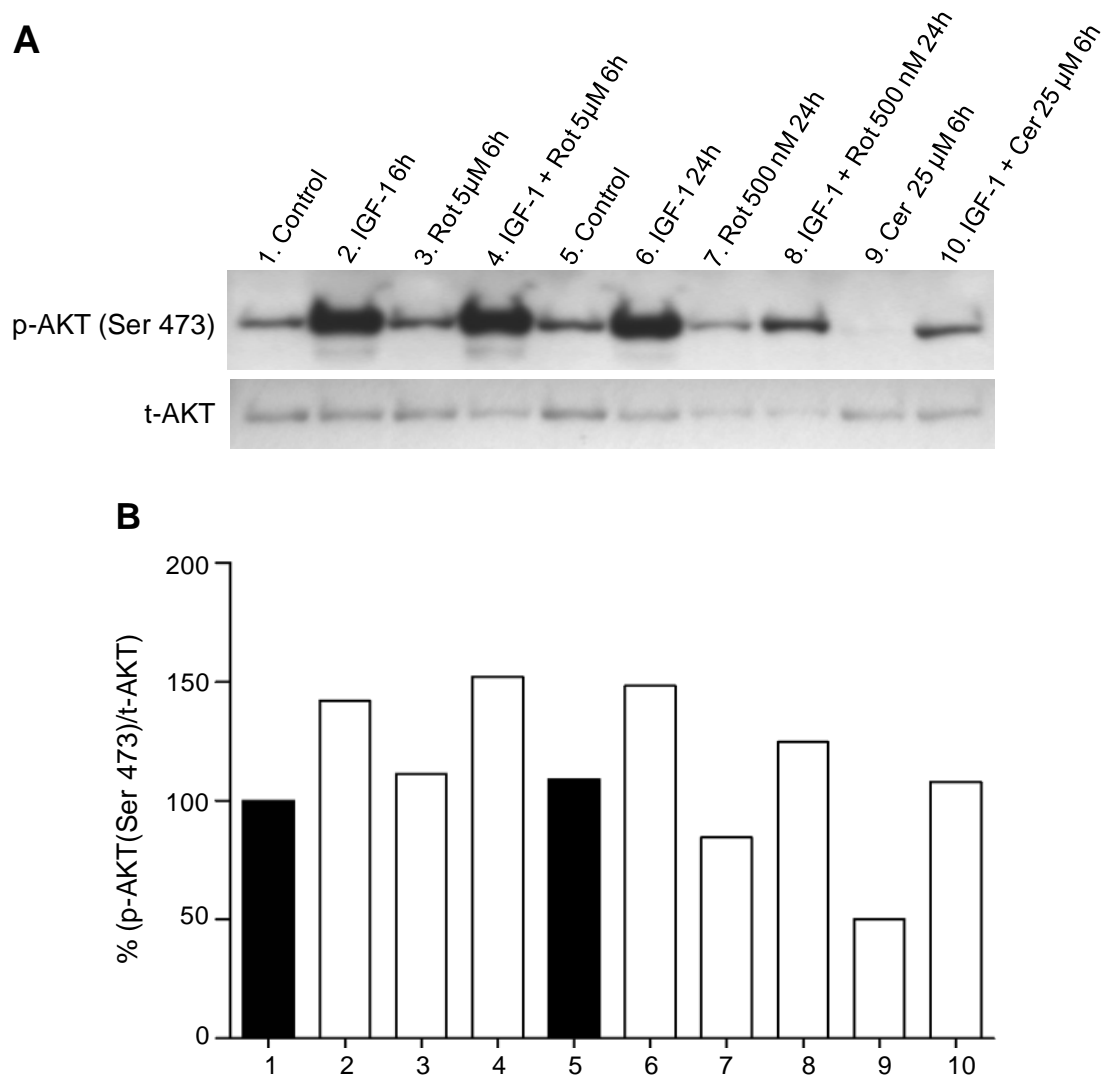 A
1. Control
2. IGF-1 6h
3. Rot 5µM 6h
4. IGF-1 + Rot 5µM 6h
5. Control
6. IGF-1 24h
7. Rot 500 nM 24h
8. IGF-1 + Rot 500 nM 24h
9. Cer 25 µM 6h
10. IGF-1 + Cer 25 µM 6h
p-AKT (Ser 473)
t-AKT
B
% (p-AKT(Ser 473)/t-AKT)
200
150
100
50
0
1 2 3 4 5 6 7 8 9 10